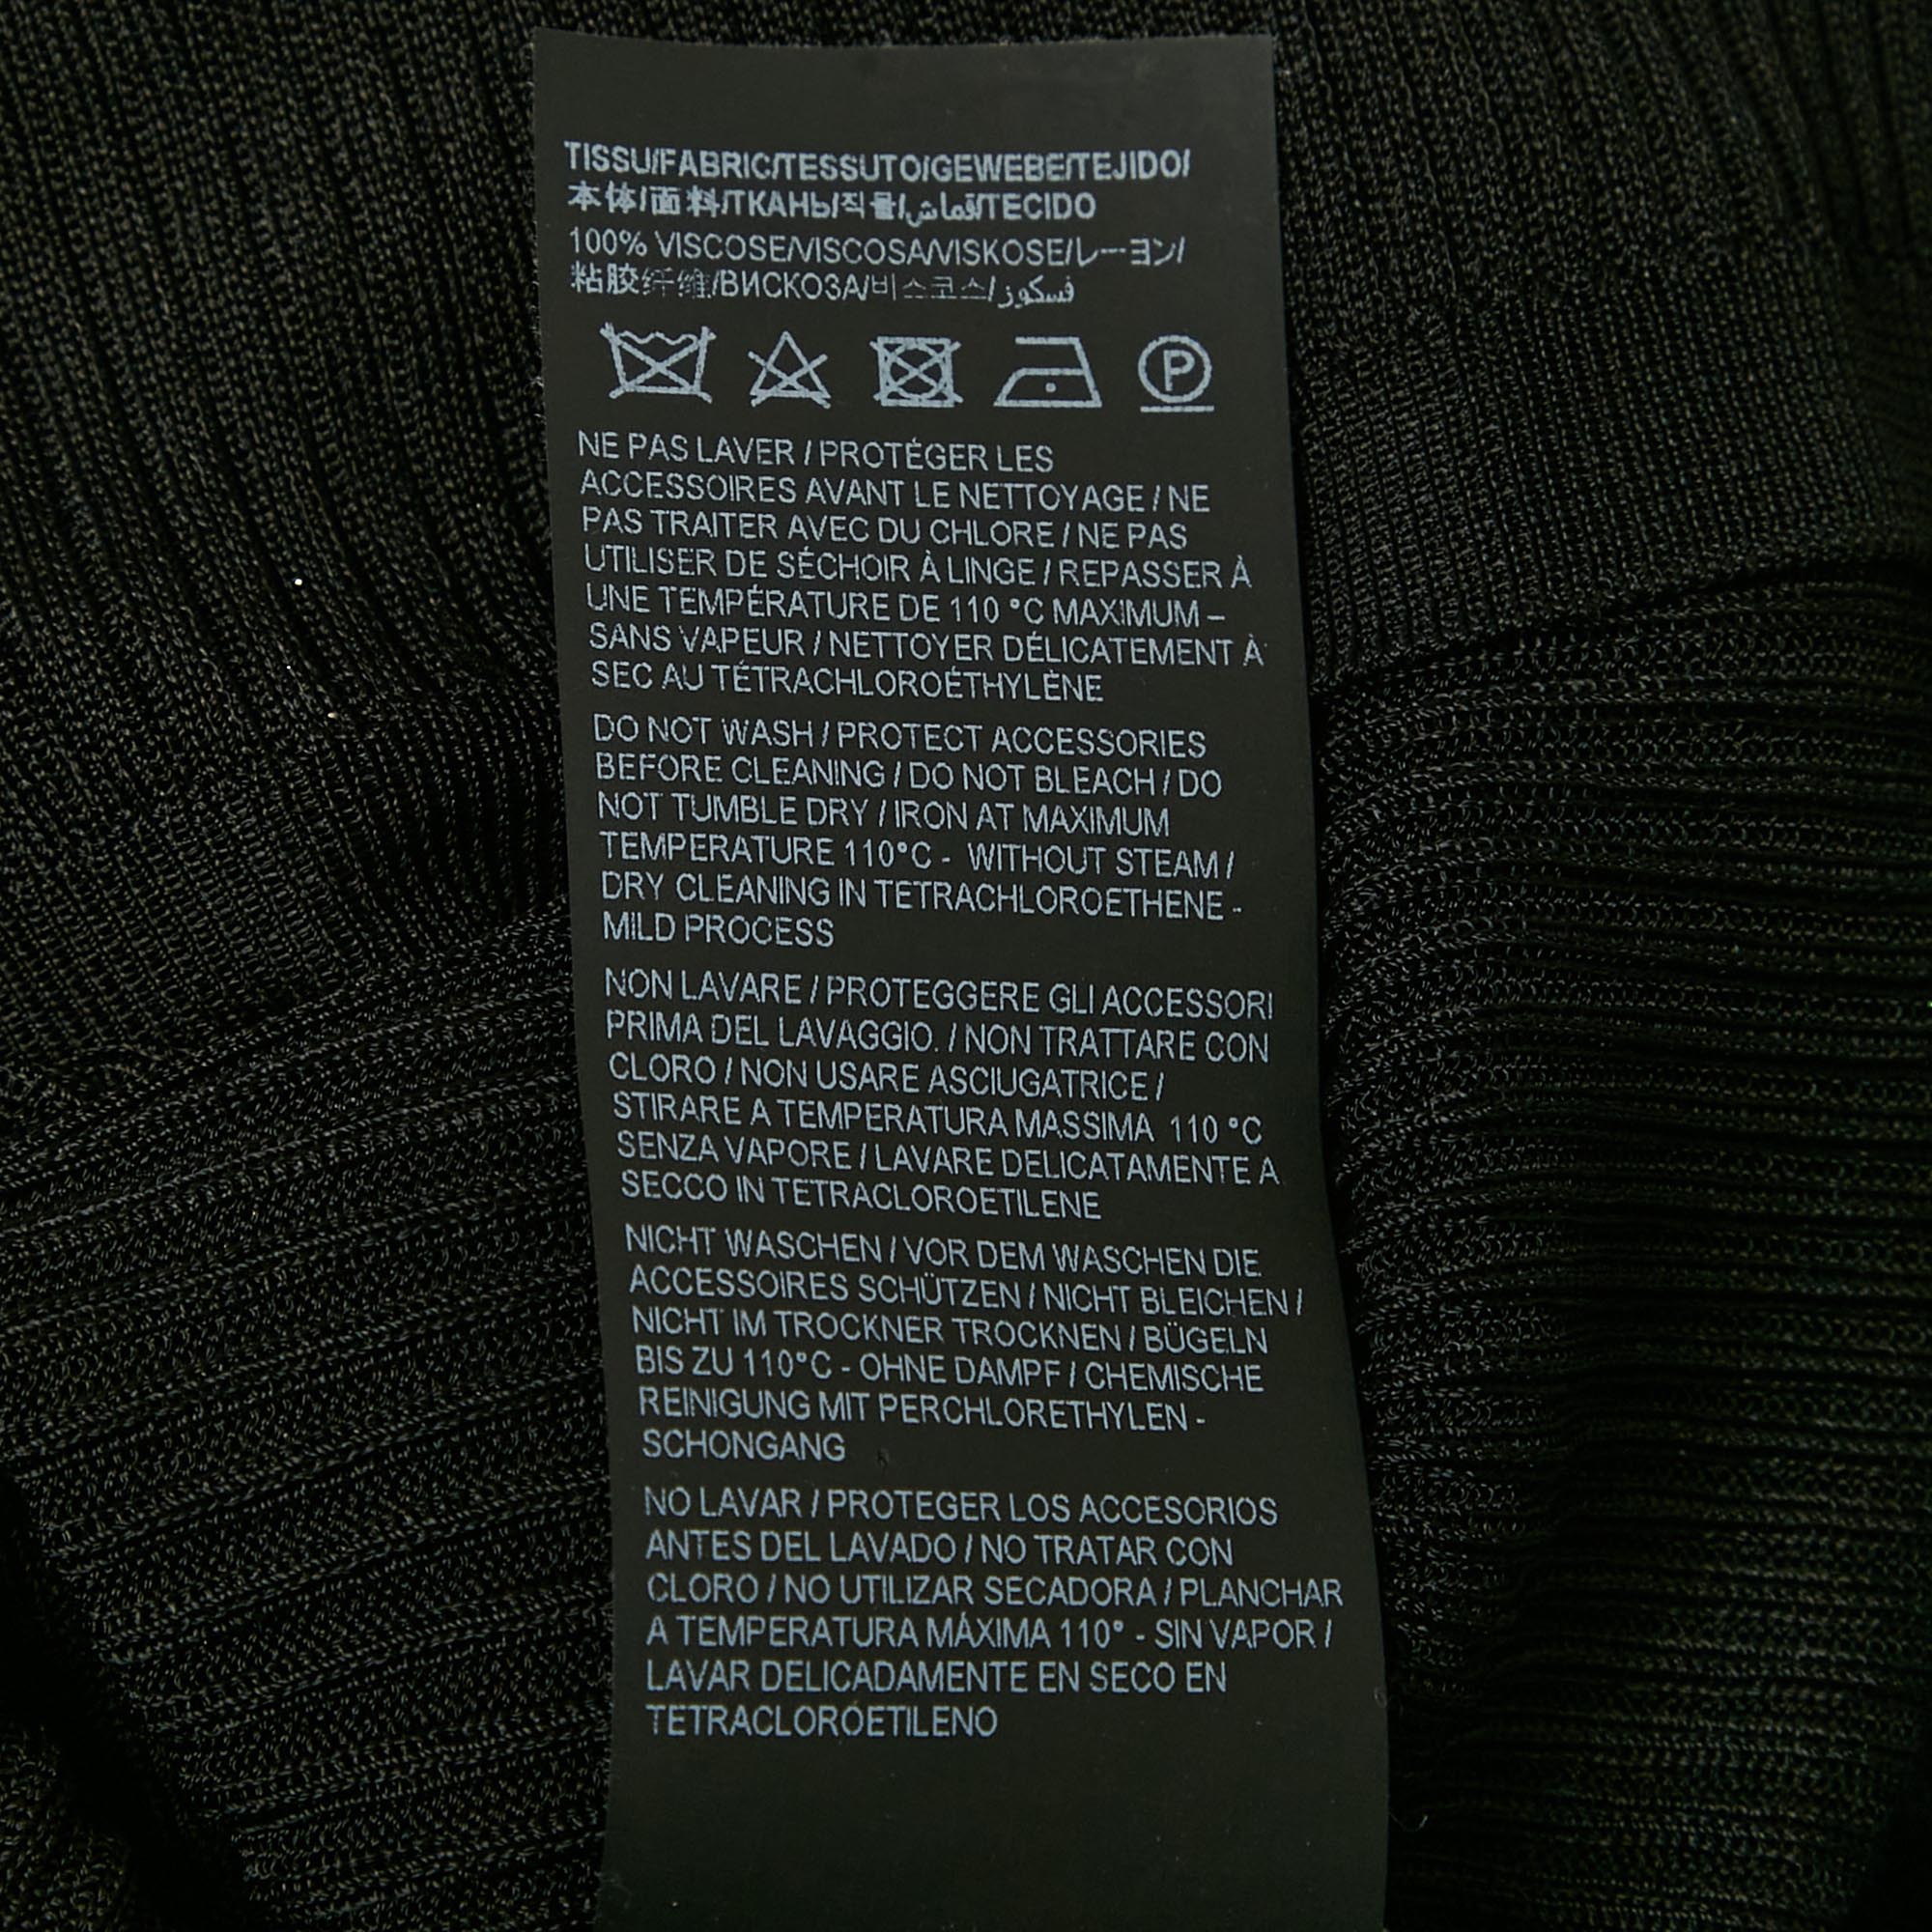 TISSU/FABRIC/TESSUTO/GEWEBE/TEJIDO/
本体/面料/ТКАНЬ/직물/قماش/TECIDO
100% VISCOSE/VISCOSA/VISKOSE/レーヨン/
粘胶纤维/ВИСКОЗА/비스코스/فسكوز
P
NE PAS LAVER / PROTÉGER LES
ACCESSOIRES AVANT LE NETTOYAGE / NE
PAS TRAITER AVEC DU CHLORE / NE PAS
UTILISER DE SÉCHOIR À LINGE / REPASSER À
UNE TEMPÉRATURE DE 110 °C MAXIMUM –
SANS VAPEUR / NETTOYER DÉLICATEMENT À
SEC AU TÉTRACHLOROÉTHYLÈNE
DO NOT WASH / PROTECT ACCESSORIES
BEFORE CLEANING / DO NOT BLEACH / DO
NOT TUMBLE DRY / IRON AT MAXIMUM
TEMPERATURE 110°C - WITHOUT STEAM /
DRY CLEANING IN TETRACHLOROETHENE -
MILD PROCESS
NON LAVARE / PROTEGGERE GLI ACCESSORI
PRIMA DEL LAVAGGIO. / NON TRATTARE CON
CLORO / NON USARE ASCIUGATRICE /
STIRARE A TEMPERATURA MASSIMA 110 °C
SENZA VAPORE / LAVARE DELICATAMENTE A
SECCO IN TETRACLOROETILENE
NICHT WASCHEN / VOR DEM WASCHEN DIE
ACCESSOIRES SCHÜTZEN / NICHT BLEICHEN /
NICHT IM TROCKNER TROCKNEN / BÜGELN
BIS ZU 110°C - OHNE DAMPF / CHEMISCHE
REINIGUNG MIT PERCHLORETHYLEN -
SCHONGANG
NO LAVAR / PROTEGER LOS ACCESORIOS
ANTES DEL LAVADO / NO TRATAR CON
CLORO / NO UTILIZAR SECADORA / PLANCHAR
A TEMPERATURA MÁXIMA 110° - SIN VAPOR /
LAVAR DELICADAMENTE EN SECO EN
TETRACLOROETILENO